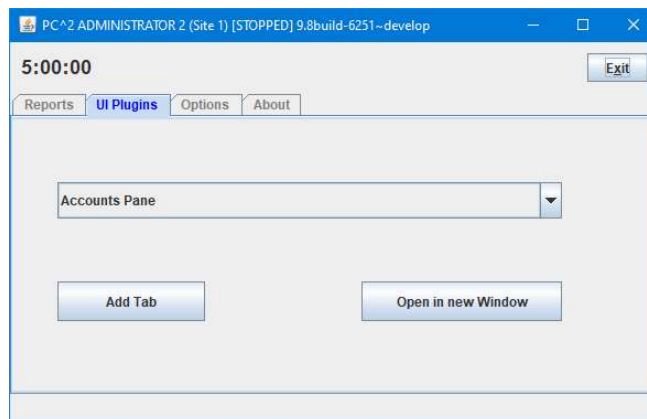 PC^2 ADMINISTRATOR 2 (Site 1) [STOPPED] 9.8build-6251~develop
5:00:00
Exit
Reports UI Plugins Options About
Accounts Pane
Add Tab Open in new Window